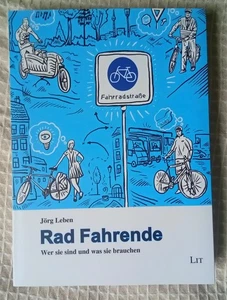 Fahrradstraße
Jörg Leben
Rad Fahrende
Wer sie sind und was sie brauchen
LIT